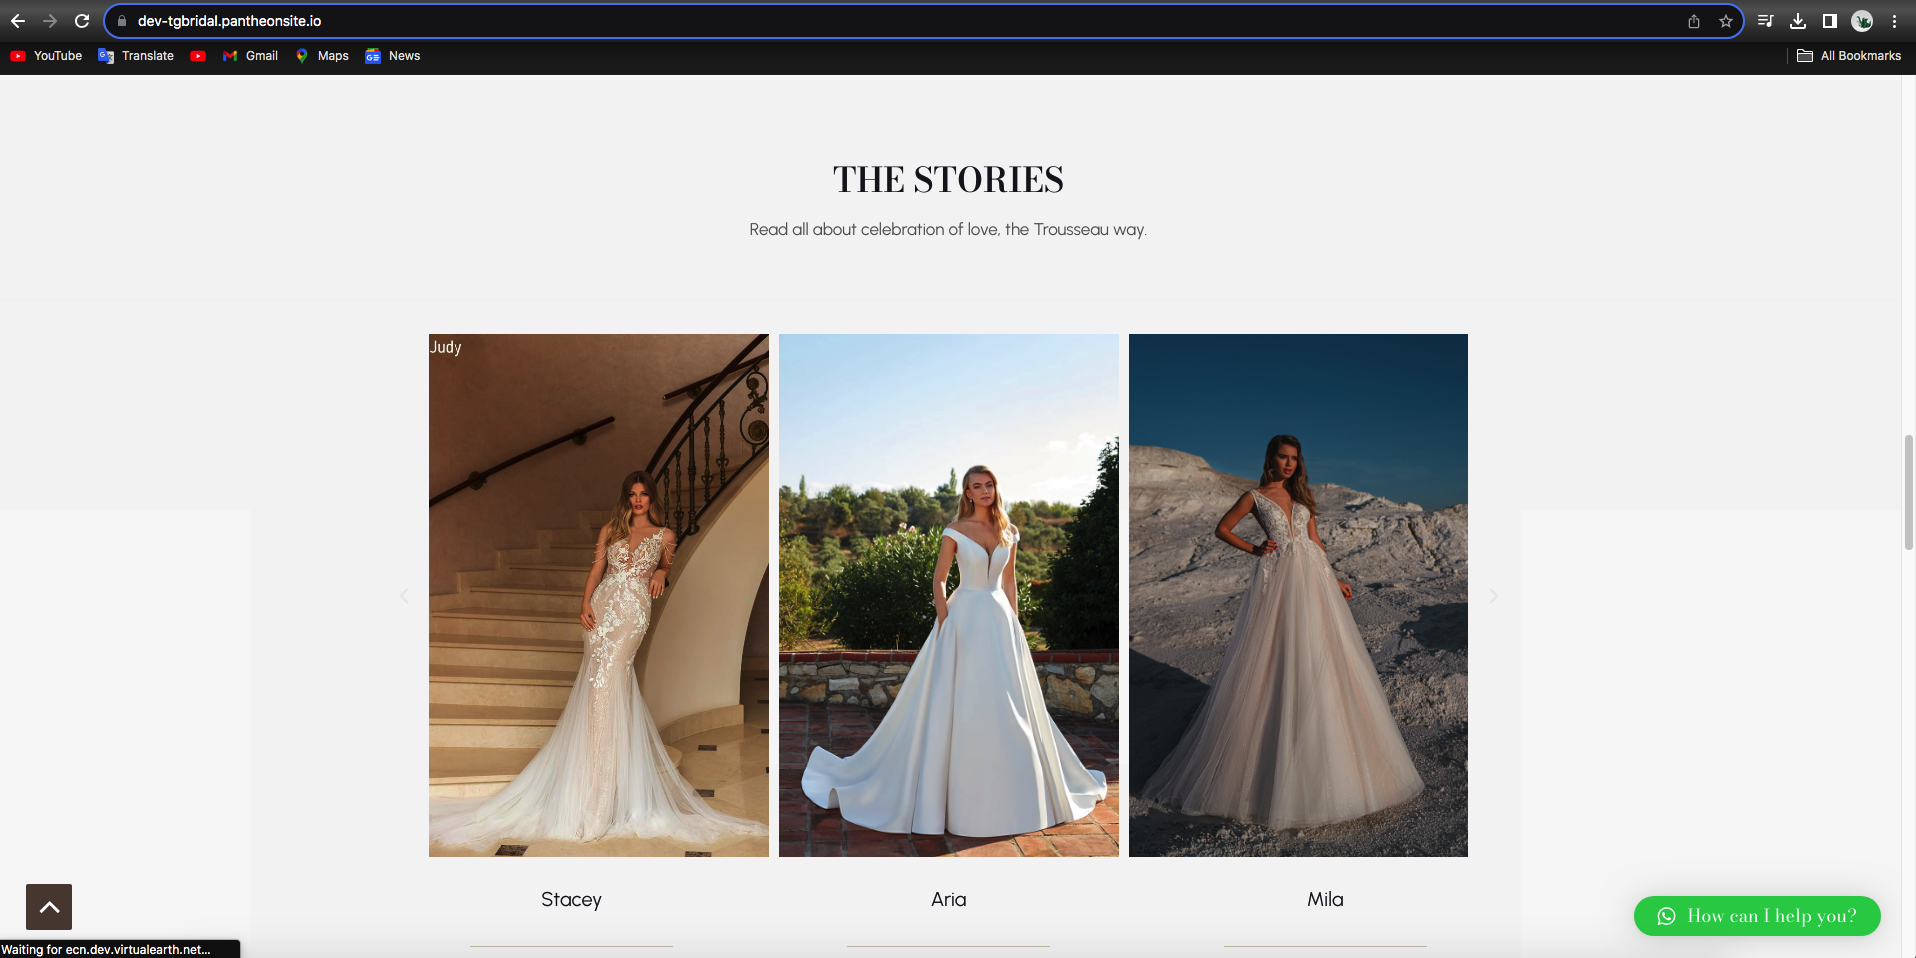 dev-tgbridal.pantheonsite.io
YouTube Translate Gmail Maps News All Bookmarks
THE STORIES
Read all about celebration of love, the Trousseau way.
Judy
Stacey Aria Mila
How can I help you?
Waiting for ecn.dev.virtualearth.net...